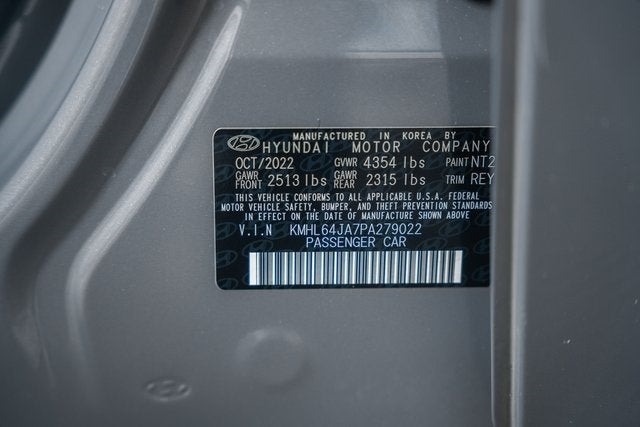 MANUFACTURED IN KOREA BY
HYUNDAI MOTOR COMPANY
OCT/2022 GVWR 4354 lbs PAINT NT2
GAWR FRONT 2513 lbs GAWR REAR 2315 lbs TRIM REY
THIS VEHICLE CONFORMS TO ALL APPLICABLE U.S.A. FEDERAL
MOTOR VEHICLE SAFETY, BUMPER, AND THEFT PREVENTION STANDARDS
IN EFFECT ON THE DATE OF MANUFACTURE SHOWN ABOVE
V.I.N KMHL64JA7PA279022
PASSENGER CAR